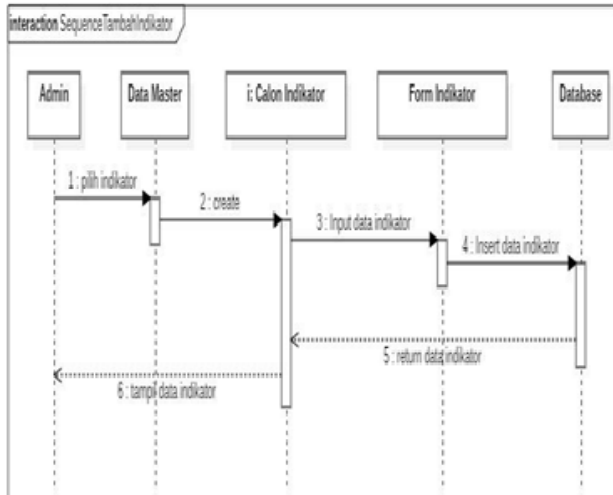 interaction SequenceTambahIndikator
Admin
Data Master
i: Calon Indikator
Form Indikator
Database
1 : pilih indikator
2 : create
3 : Input data indikator
4 : Insert data indikator
5 : return data indikator
6 : tampil data indikator